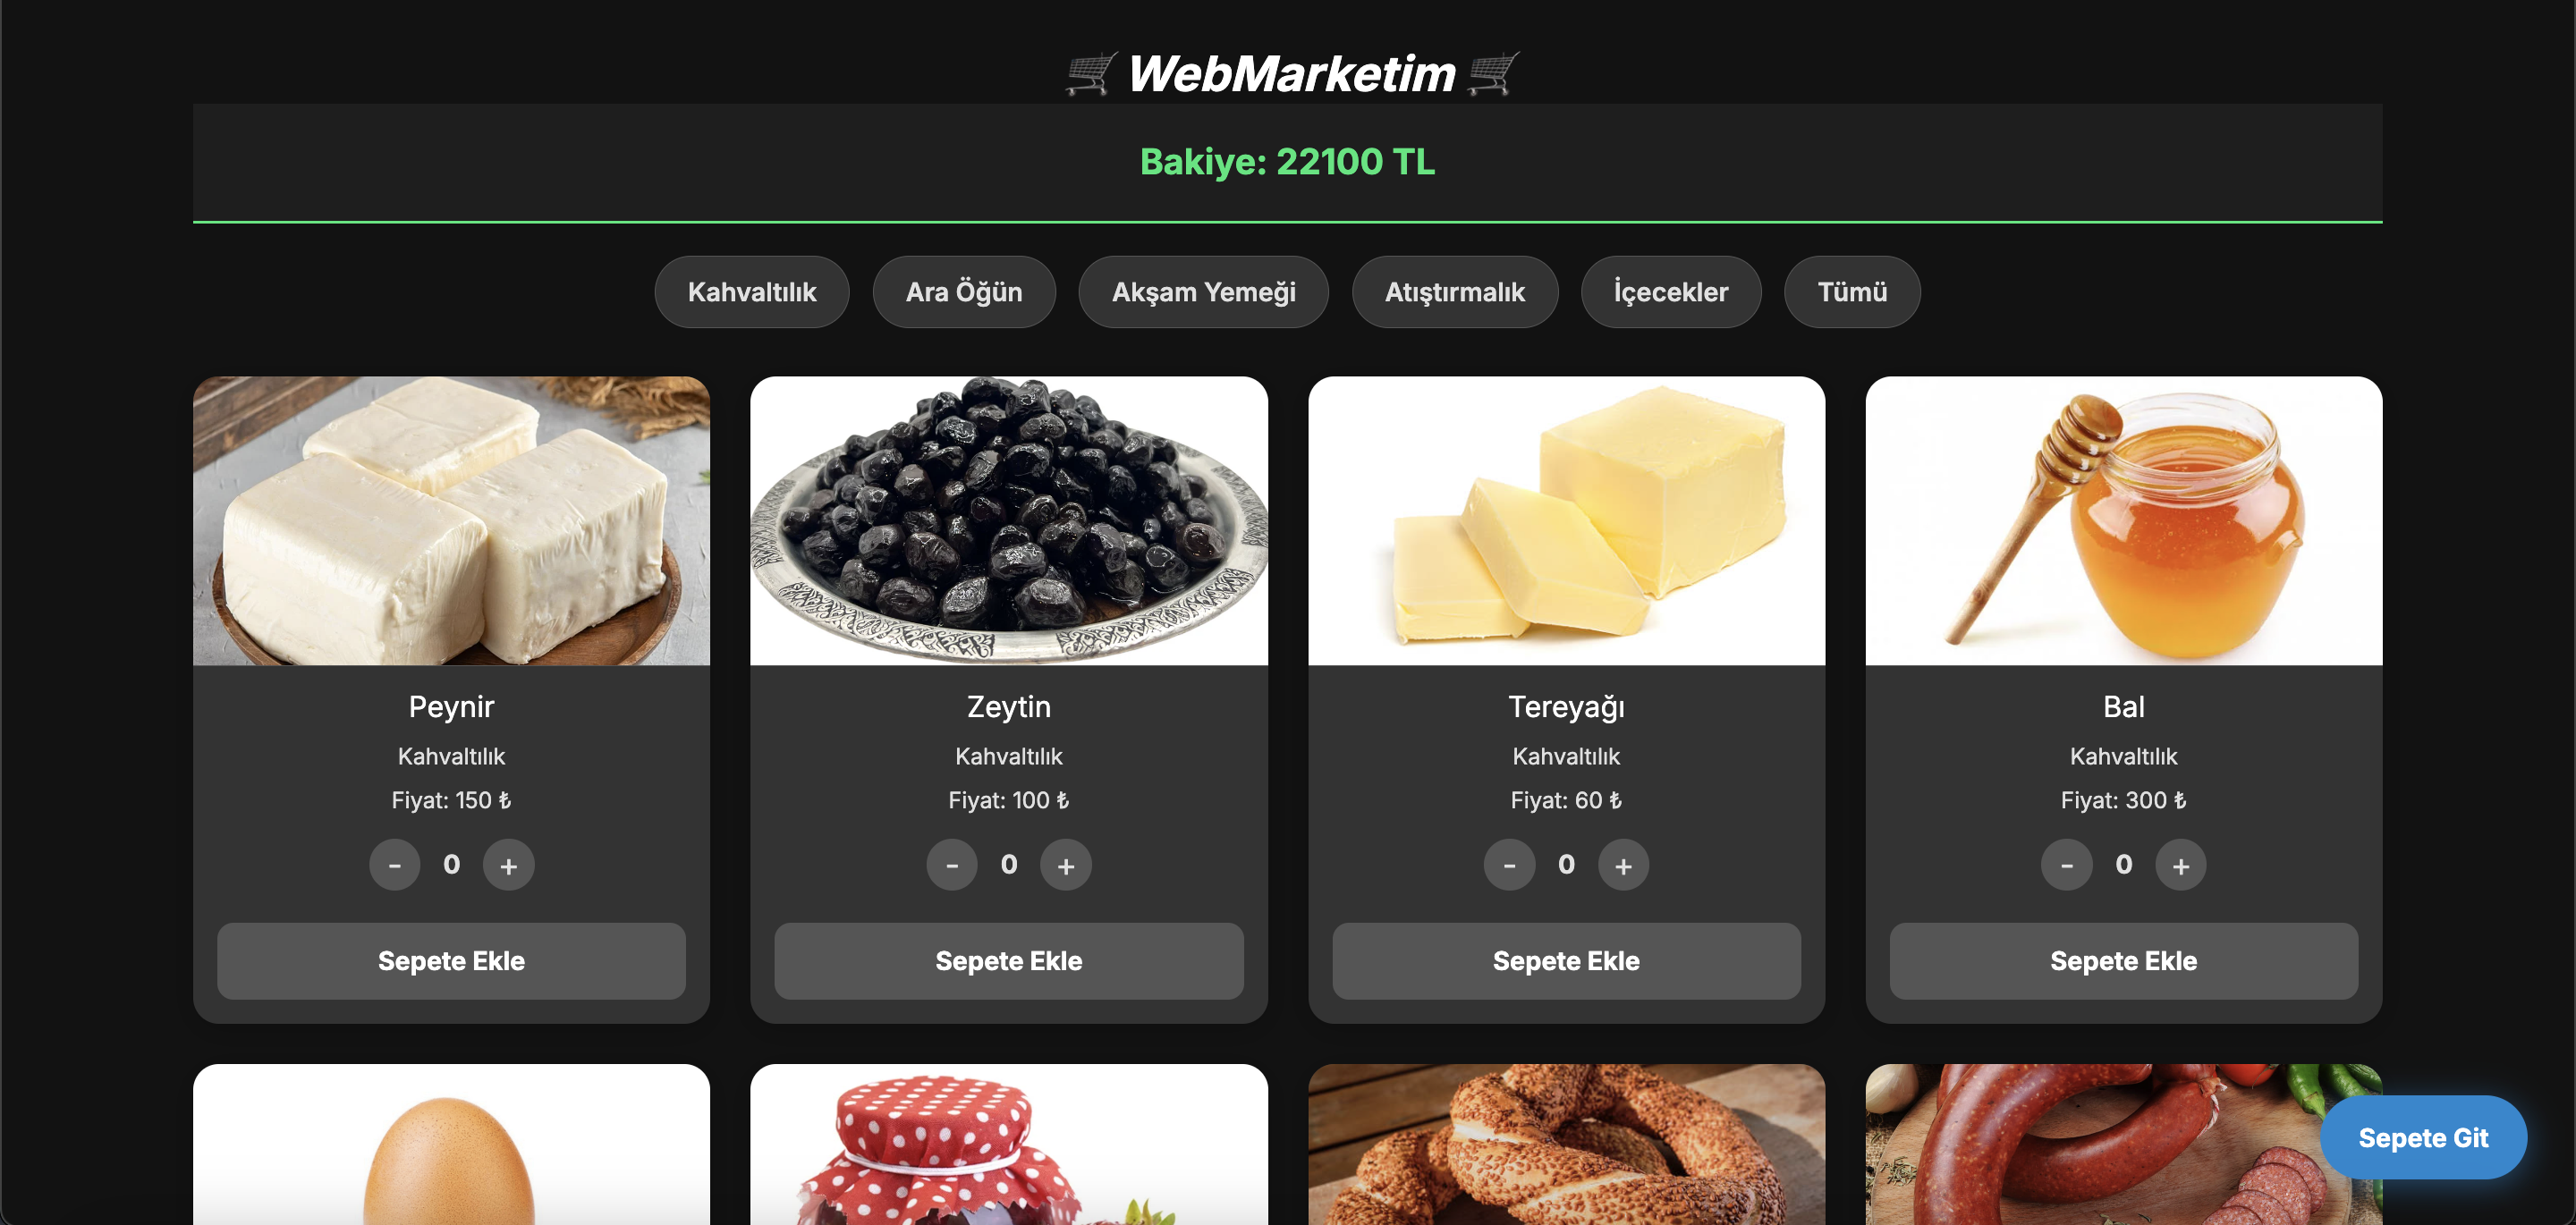 WebMarketim
Bakiye: 22100 TL
Kahvaltılık Ara Öğün Akşam Yemeği Atıştırmalık İçecekler Tümü
Peynir
Kahvaltılık
Fiyat: 150 ₺
- 0 +
Sepete Ekle
Zeytin
Kahvaltılık
Fiyat: 100 ₺
- 0 +
Sepete Ekle
Tereyağı
Kahvaltılık
Fiyat: 60 ₺
- 0 +
Sepete Ekle
Bal
Kahvaltılık
Fiyat: 300 ₺
- 0 +
Sepete Ekle
Sepete Git